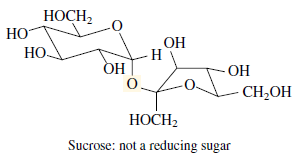 HOCH₂
HO
O
HO
OH
H
OH
O
OH
O
CH₂OH
HOCH₂
Sucrose: not a reducing sugar